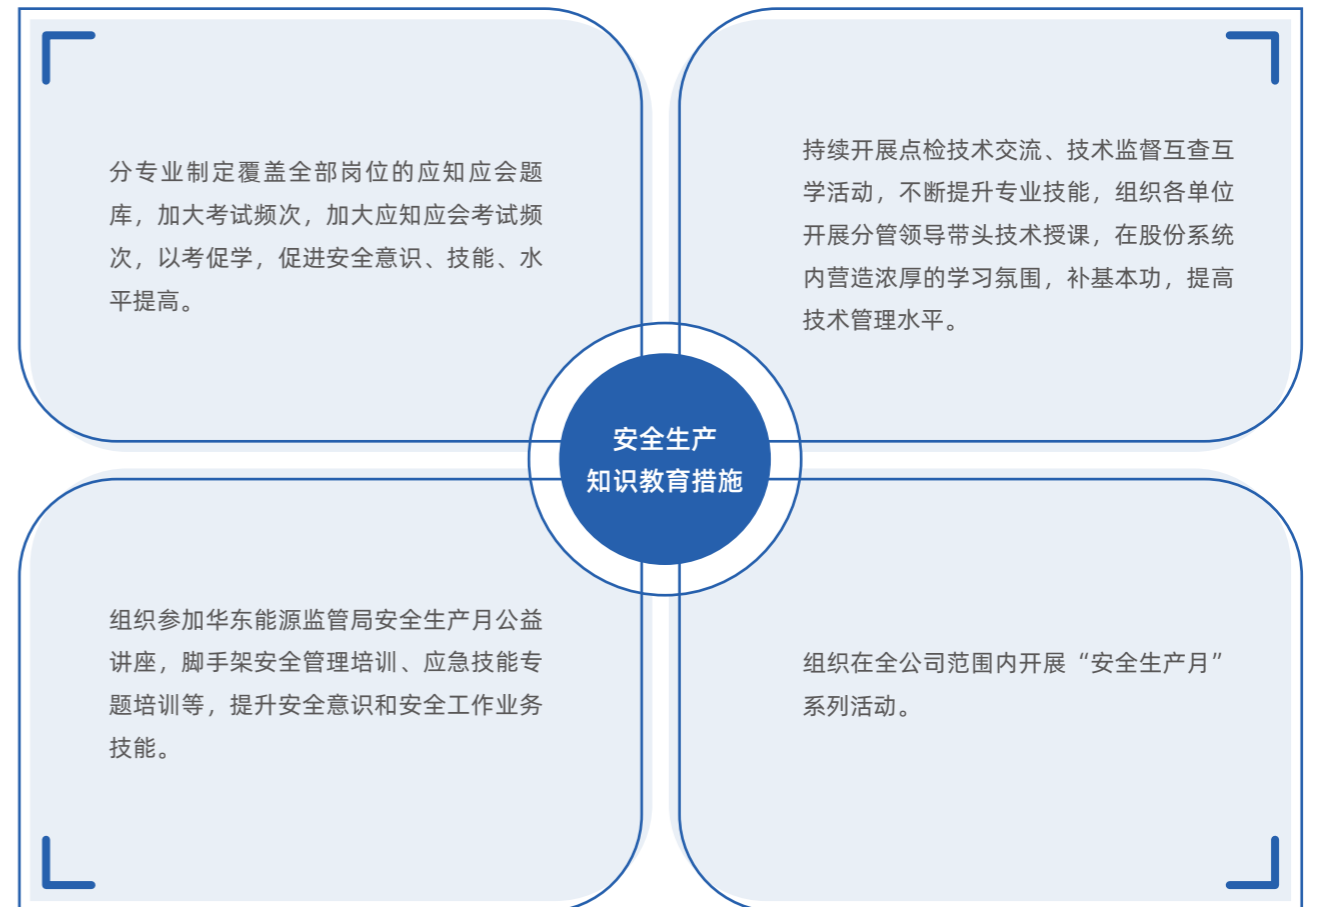 分专业制定覆盖全部岗位的应知应会题
库，加大考试频次，加大应知应会考试频
次，以考促学，促进安全意识、技能、水
平提高。
持续开展点检技术交流、技术监督互查互
学活动，不断提升专业技能，组织各单位
开展分管领导带头技术授课，在股份系统
内营造浓厚的学习氛围，补基本功，提高
技术管理水平。
安全生产
知识教育措施
组织参加华东能源监管局安全生产月公益
讲座，脚手架安全管理培训、应急技能专
题培训等，提升安全意识和安全工作业务
技能。
组织在全公司范围内开展“安全生产月”
系列活动。